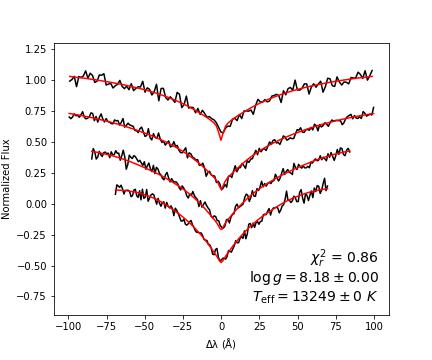 1.25
1.00
0.75
0.50
0.25
0.00
−0.25
−0.50
−0.75
Normalized Flux
χ²ᵣ = 0.86
log g = 8.18 ± 0.00
T_eff = 13249 ± 0 K
−100 −75 −50 −25 0 25 50 75 100
Δλ (Å)